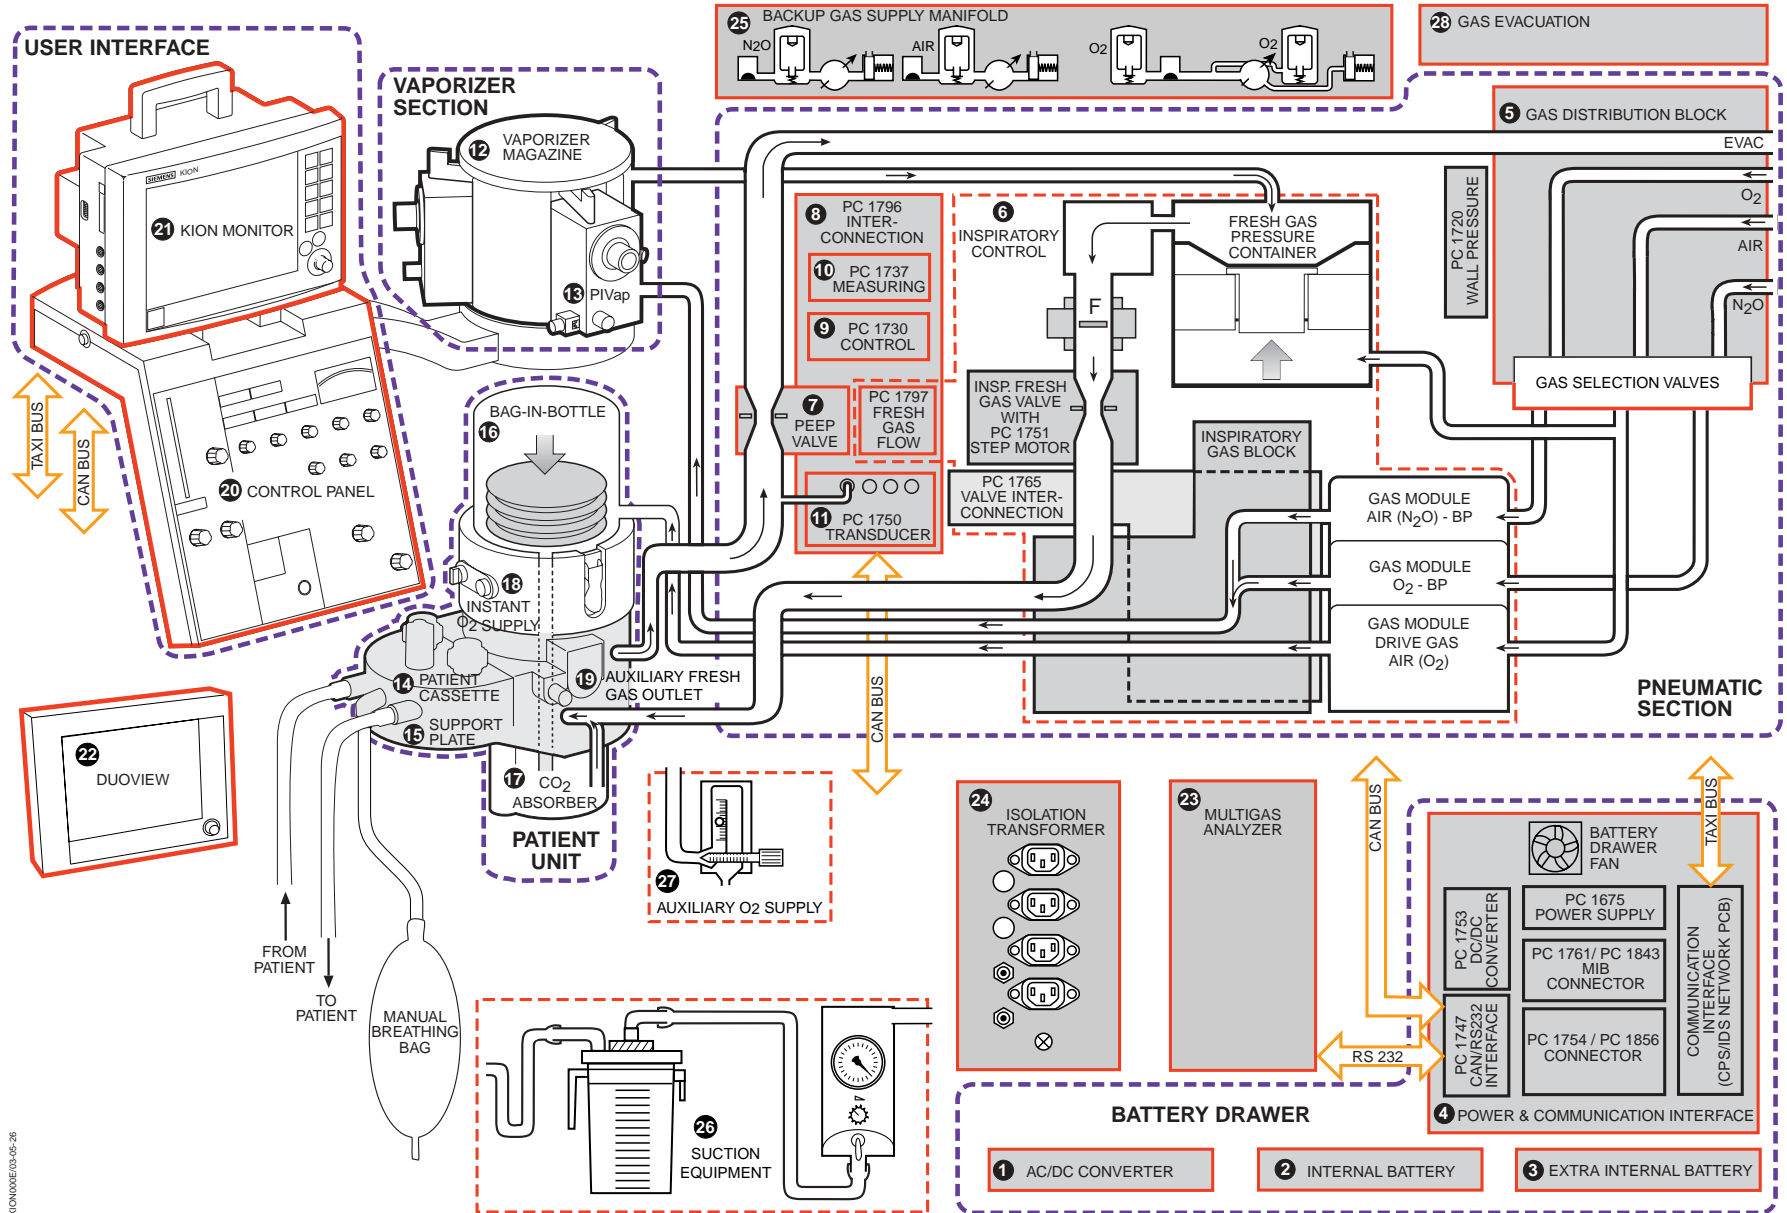 USER INTERFACE
SIEMENS KION
21 KION MONITOR
20 CONTROL PANEL
TAXI BUS
CAN BUS
VAPORIZER
SECTION
12 VAPORIZER
MAGAZINE
13 PIVap
25 BACKUP GAS SUPPLY MANIFOLD
N2O
AIR
O2
O2
28 GAS EVACUATION
5 GAS DISTRIBUTION BLOCK
EVAC
O2
AIR
N2O
PC 1720
WALL PRESSURE
GAS SELECTION VALVES
8 PC 1796
INTER-
CONNECTION
10 PC 1737
MEASURING
9 PC 1730
CONTROL
7 PEEP
VALVE
PC 1797
FRESH
GAS
FLOW
11 PC 1750
TRANSDUCER
6
INSPIRATORY
CONTROL
FRESH GAS
PRESSURE
CONTAINER
F
INSP. FRESH
GAS VALVE
WITH
PC 1751
STEP MOTOR
PC 1765
VALVE INTER-
CONNECTION
INSPIRATORY
GAS BLOCK
GAS MODULE
AIR (N2O) - BP
GAS MODULE
O2 - BP
GAS MODULE
DRIVE GAS
AIR (O2)
PNEUMATIC
SECTION
BAG-IN-BOTTLE
16
18
INSTANT
O2 SUPPLY
14 PATIENT
CASSETTE
15 SUPPORT
PLATE
19 AUXILIARY FRESH
GAS OUTLET
17 CO2
ABSORBER
PATIENT
UNIT
CAN BUS
22
DUOVIEW
FROM
PATIENT
TO
PATIENT
MANUAL
BREATHING
BAG
27
AUXILIARY O2 SUPPLY
26
SUCTION
EQUIPMENT
24
ISOLATION
TRANSFORMER
23
MULTIGAS
ANALYZER
CAN BUS
TAXI BUS
RS 232
BATTERY
DRAWER
FAN
PC 1753
DC/DC
CONVERTER
PC 1675
POWER SUPPLY
PC 1761/ PC 1843
MIB
CONNECTOR
PC 1747
CAN/RS232
INTERFACE
PC 1754 / PC 1856
CONNECTOR
COMMUNICATION
INTERFACE
(CPS/IDS NETWORK PCB)
4 POWER & COMMUNICATION INTERFACE
BATTERY DRAWER
1 AC/DC CONVERTER
2 INTERNAL BATTERY
3 EXTRA INTERNAL BATTERY
KION000E/03-05-26